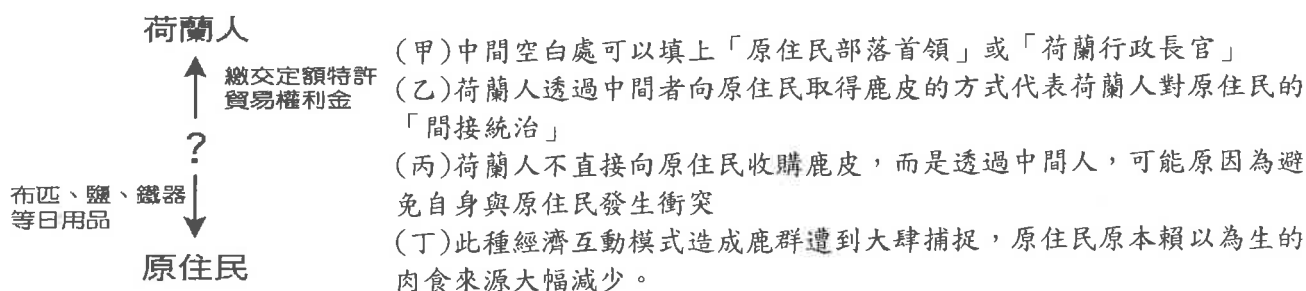 荷蘭人
繳交定額特許
貿易權利金
?
布匹、鹽、鐵器
等日用品
原住民
(甲)中間空白處可以填上「原住民部落首領」或「荷蘭行政長官」
(乙)荷蘭人透過中間者向原住民取得鹿皮的方式代表荷蘭人對原住民的
「間接統治」
(丙)荷蘭人不直接向原住民收購鹿皮,而是透過中間人,可能原因為避
免自身與原住民發生衝突
(丁)此種經濟互動模式造成鹿群遭到大肆捕捉,原住民原本賴以為生的
肉食來源大幅減少。